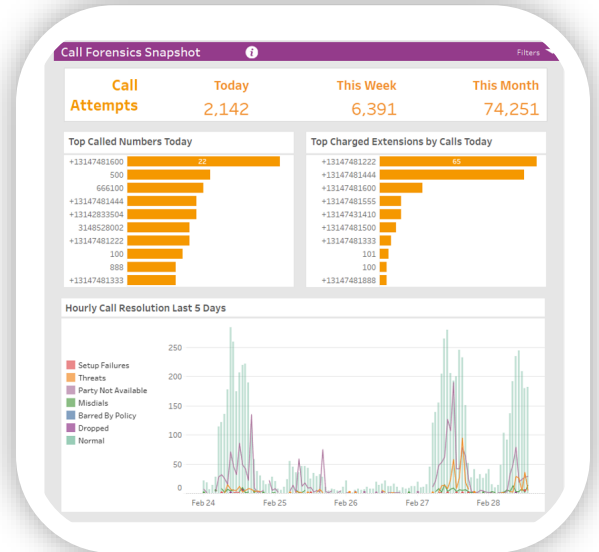 Call Forensics Snapshot i Filters
Call Attempts
Today
2,142
This Week
6,391
This Month
74,251
Top Called Numbers Today
+13147481600 22
500
666100
+13147481444
+13142833504
3148528002
+13147481222
100
888
+13147481333
Top Charged Extensions by Calls Today
+13147481222 65
+13147481444
+13147481600
+13147481555
+13147431410
+13147481500
+13147481333
101
100
+13147481888
Hourly Call Resolution Last 5 Days
Setup Failures
Threats
Party Not Available
Misdials
Barred By Policy
Dropped
Normal
250
200
150
100
50
0
Feb 24 Feb 25 Feb 26 Feb 27 Feb 28